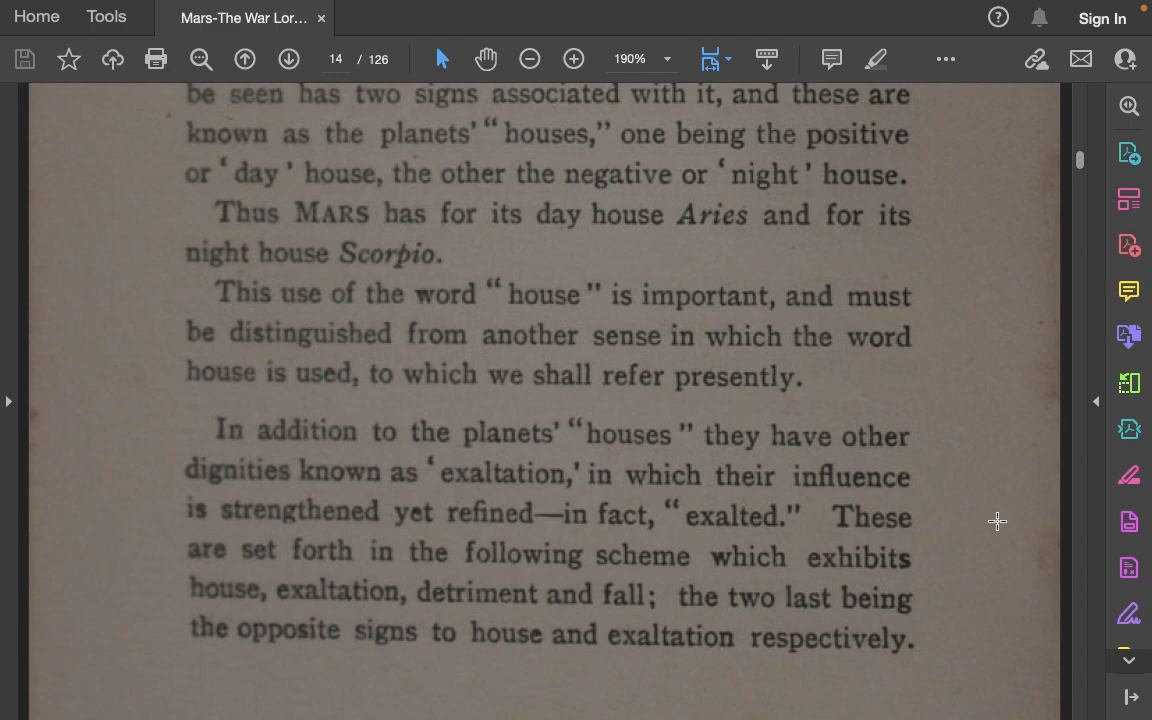 Home Tools Mars-The War Lor... × Sign In
14 / 126 190%
be seen has two signs associated with it, and these are
known as the planets' “ houses,” one being the positive
or ‘ day ’ house, the other the negative or ‘ night ’ house.
Thus MARS has for its day house Aries and for its
night house Scorpio.
This use of the word “ house ” is important, and must
be distinguished from another sense in which the word
house is used, to which we shall refer presently.
In addition to the planets' “houses ” they have other
dignities known as ‘ exaltation,’ in which their influence
is strengthened yet refined—in fact, “exalted.” These
are set forth in the following scheme which exhibits
house, exaltation, detriment and fall; the two last being
the opposite signs to house and exaltation respectively.